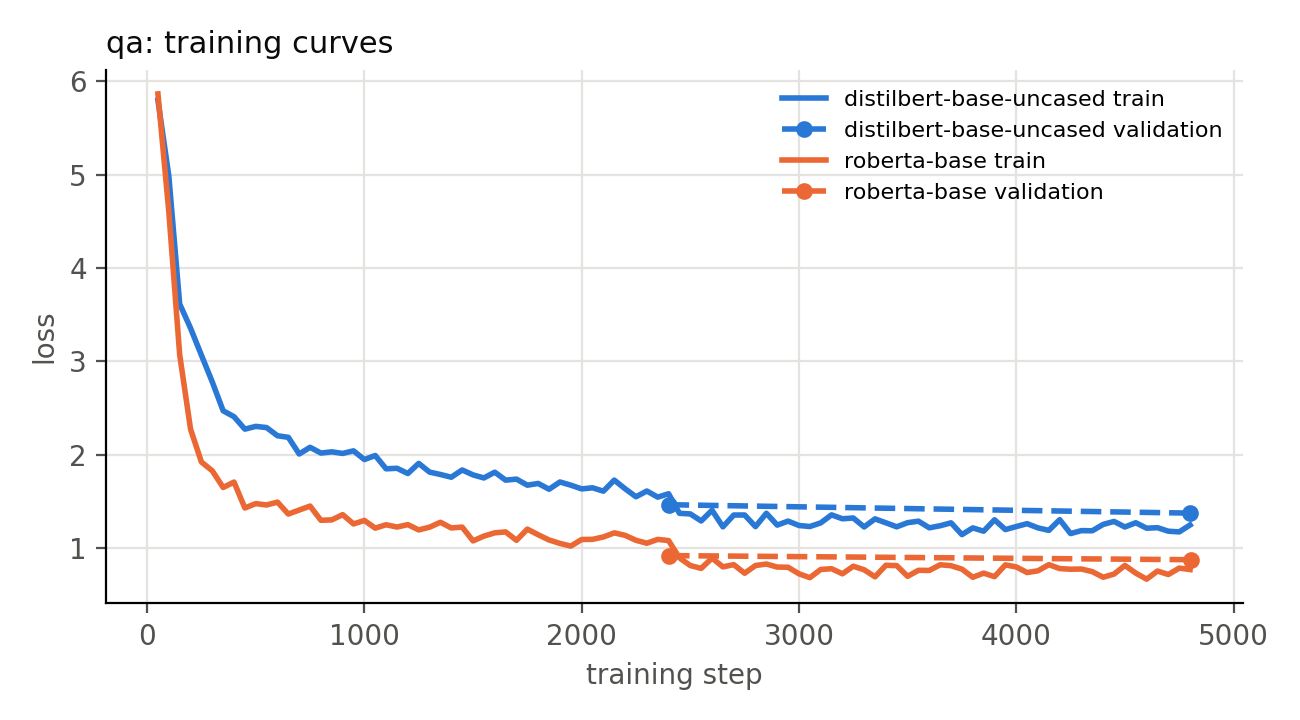 qa: training curves
6
5
4
3
2
1
loss
distilbert-base-uncased train
distilbert-base-uncased validation
roberta-base train
roberta-base validation
0 1000 2000 3000 4000 5000
training step